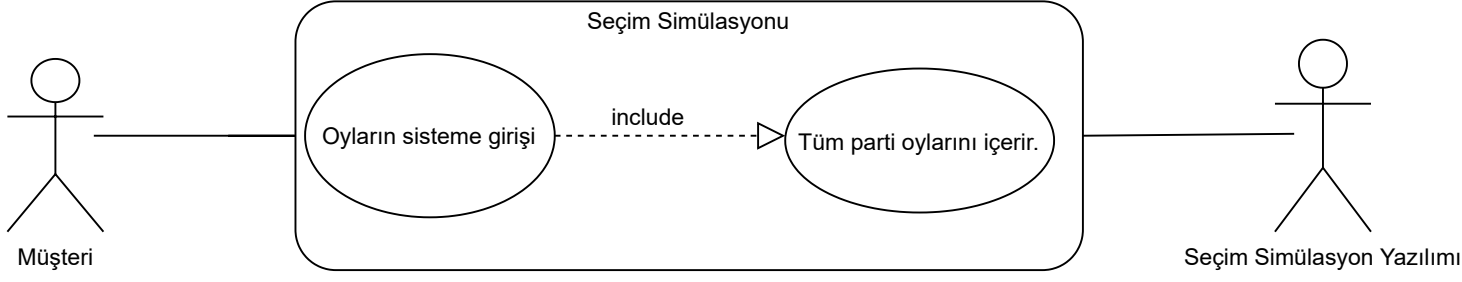 Seçim Simülasyonu
Oyların sisteme girişi
include
Tüm parti oylarını içerir.
Müşteri
Seçim Simülasyon Yazılımı